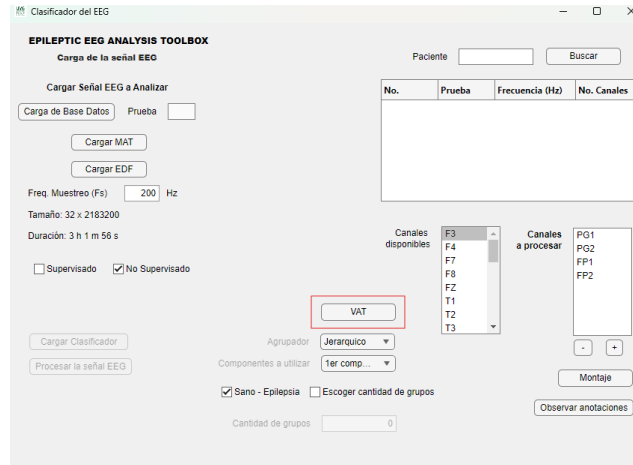 Clasificador del EEG
EPILEPTIC EEG ANALYSIS TOOLBOX
Carga de la señal EEG
Paciente
Buscar
Cargar Señal EEG a Analizar
No. Prueba Frecuencia (Hz) No. Canales
Carga de Base Datos Prueba
Cargar MAT
Cargar EDF
Freq. Muestreo (Fs) 200 Hz
Tamaño: 32 x 2183200
Duración: 3 h 1 m 56 s
Canales disponibles
F3
F4
F7
F8
FZ
T1
T2
T3
Canales a procesar
PG1
PG2
FP1
FP2
Supervisado No Supervisado
VAT
Cargar Clasificador
Agrupador Jerarquico
- +
Procesar la señal EEG
Componentes a utilizar 1er comp...
Montaje
Sano - Epilepsia Escoger cantidad de grupos
Observar anotaciones
Cantidad de grupos 0